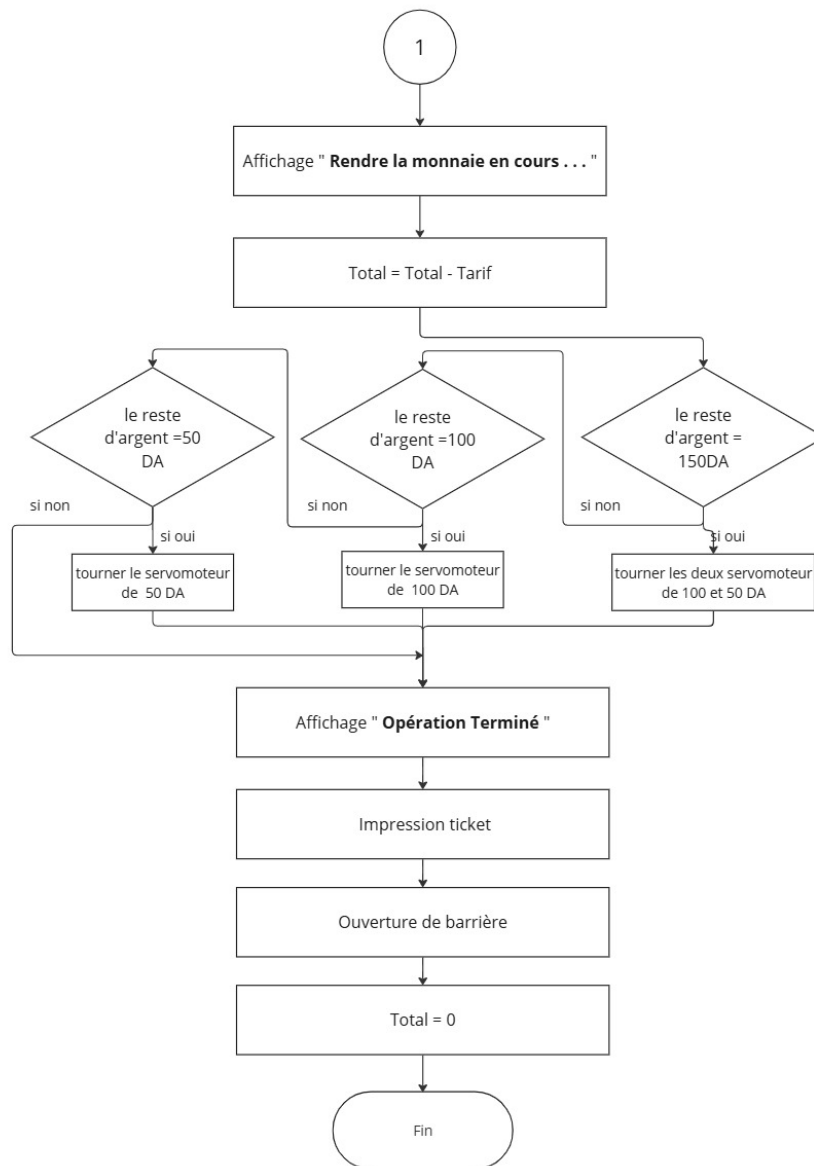 1
Affichage " Rendre la monnaie en cours . . . "
Total = Total - Tarif
le reste
d'argent =50
DA
le reste
d'argent =100
DA
le reste
d'argent =
150DA
si non
si oui
si non
si oui
si non
si oui
tourner le servomoteur
de 50 DA
tourner le servomoteur
de 100 DA
tourner les deux servomoteur
de 100 et 50 DA
Affichage " Opération Terminé "
Impression ticket
Ouverture de barrière
Total = 0
Fin